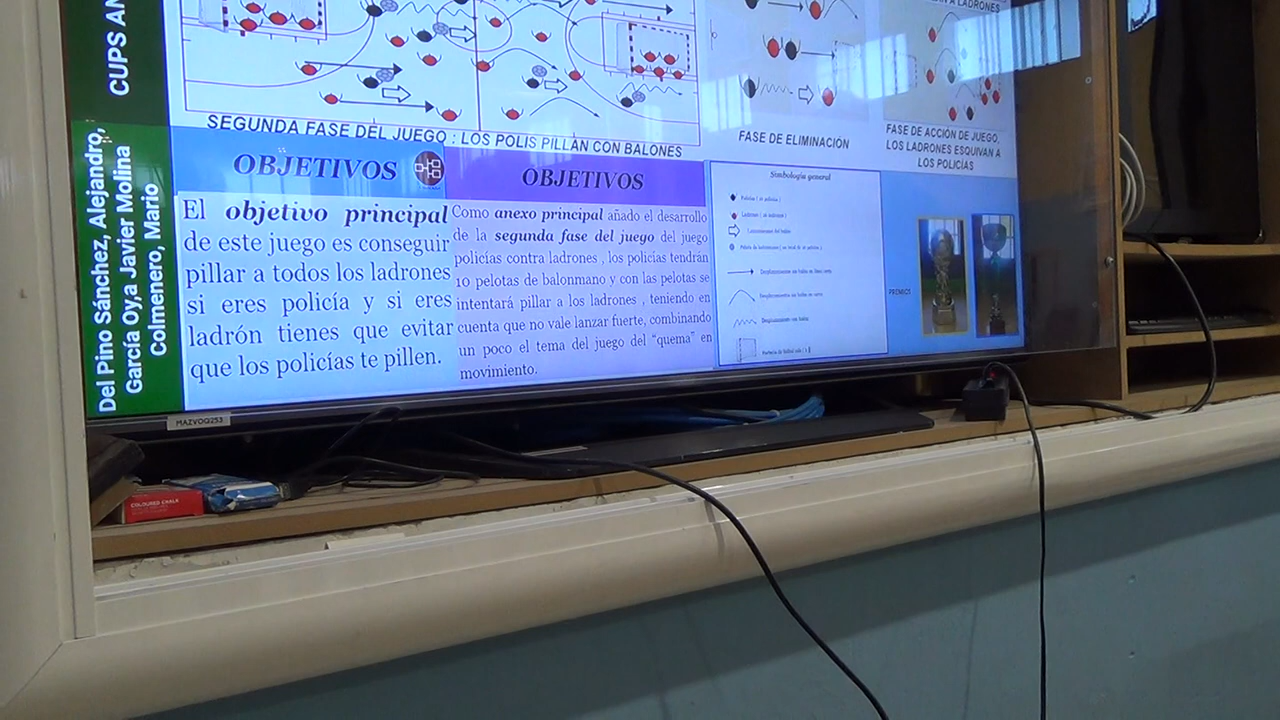 CUPS AN
Del Pino Sánchez, Alejandro,
García Oy,a Javier Molina
Colmenero, Mario
SEGUNDA FASE DEL JUEGO : LOS POLIS PILLAN CON BALONES
FASE DE ELIMINACIÓN
LADRONES
FASE DE ACCIÓN DE JUEGO,
LOS LADRONES ESQUIVAN A
LOS POLICÍAS
OBJETIVOS
El objetivo principal
de este juego es conseguir
pillar a todos los ladrones
si eres policía y si eres
ladrón tienes que evitar
que los policías te pillen.
OBJETIVOS
Como anexo principal añado el desarrollo
de la segunda fase del juego del juego
policías contra ladrones , los policías tendrán
10 pelotas de balonmano y con las pelotas se
intentará pillar a los ladrones , teniendo en
cuenta que no vale lanzar fuerte, combinando
un poco el tema del juego del "quema" en
movimiento.
Simbología general
PREMIOS
MAZVOQ253
COLOURED CHALK